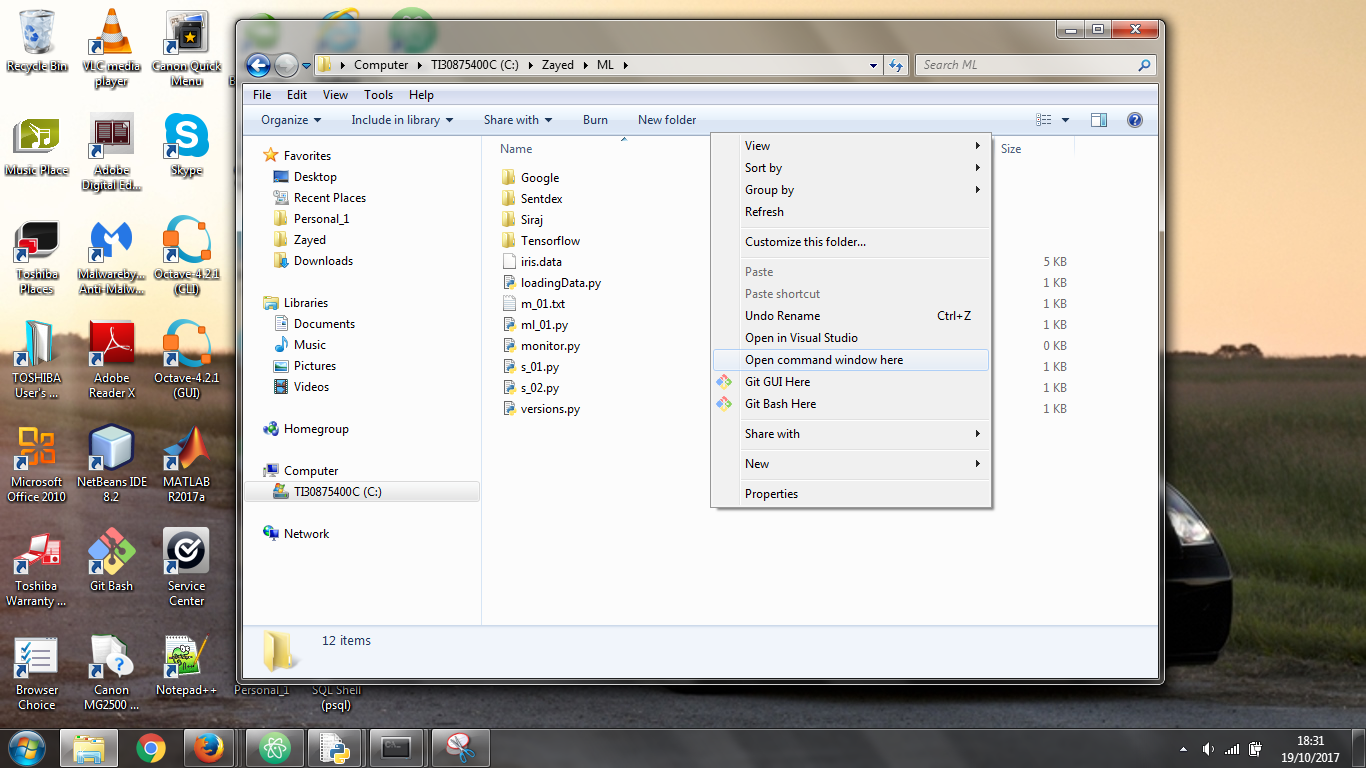 Recycle Bin
VLC media player
Canon Quick Menu
Music Place
Adobe Digital Ed...
Skype
Toshiba Places
Malwareby... Anti-Malw...
Octave-4.2.1 (CLI)
TOSHIBA User's ...
Adobe Reader X
Octave-4.2.1 (GUI)
Microsoft Office 2010
NetBeans IDE 8.2
MATLAB R2017a
Toshiba Warranty ...
Git Bash
Service Center
Browser Choice
Canon MG2500 ...
Notepad++
Personal_1
SQL Shell (psql)
Computer TI30875400C (C:) Zayed ML
Search ML
File Edit View Tools Help
Organize Include in library Share with Burn New folder
Favorites
Desktop
Recent Places
Personal_1
Zayed
Downloads
Libraries
Documents
Music
Pictures
Videos
Homegroup
Computer
TI30875400C (C:)
Network
Name Size
Google
Sentdex
Siraj
Tensorflow
iris.data 5 KB
loadingData.py 1 KB
m_01.txt 1 KB
ml_01.py 1 KB
monitor.py 0 KB
s_01.py 1 KB
s_02.py 1 KB
versions.py 1 KB
View
Sort by
Group by
Refresh
Customize this folder...
Paste
Paste shortcut
Undo Rename Ctrl+Z
Open in Visual Studio
Open command window here
Git GUI Here
Git Bash Here
Share with
New
Properties
12 items
18:31
19/10/2017